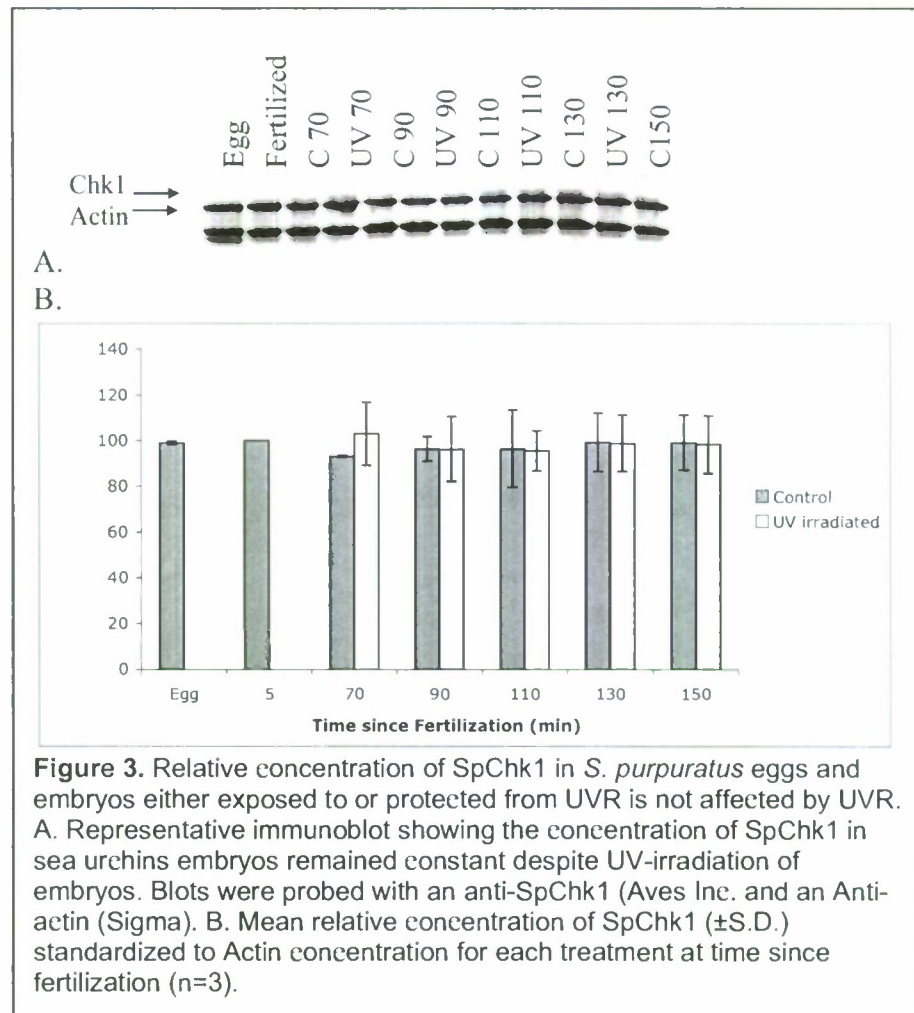 Egg
Fertilized
C 70
UV 70
C 90
UV 90
C 110
UV 110
C 130
UV 130
C150
Chk1
Actin
A.
B.
140
120
100
80
60
40
20
0
Egg 5 70 90 110 130 150
Time since Fertilization (min)
Control
UV irradiated
Figure 3. Relative concentration of SpChk1 in S. purpuratus eggs and
embryos either exposed to or protected from UVR is not affected by UVR.
A. Representative immunoblot showing the concentration of SpChk1 in
sea urchins embryos remained constant despite UV-irradiation of
embryos. Blots were probed with an anti-SpChk1 (Aves Inc. and an Anti-
actin (Sigma). B. Mean relative concentration of SpChk1 (±S.D.)
standardized to Actin concentration for each treatment at time since
fertilization (n=3).